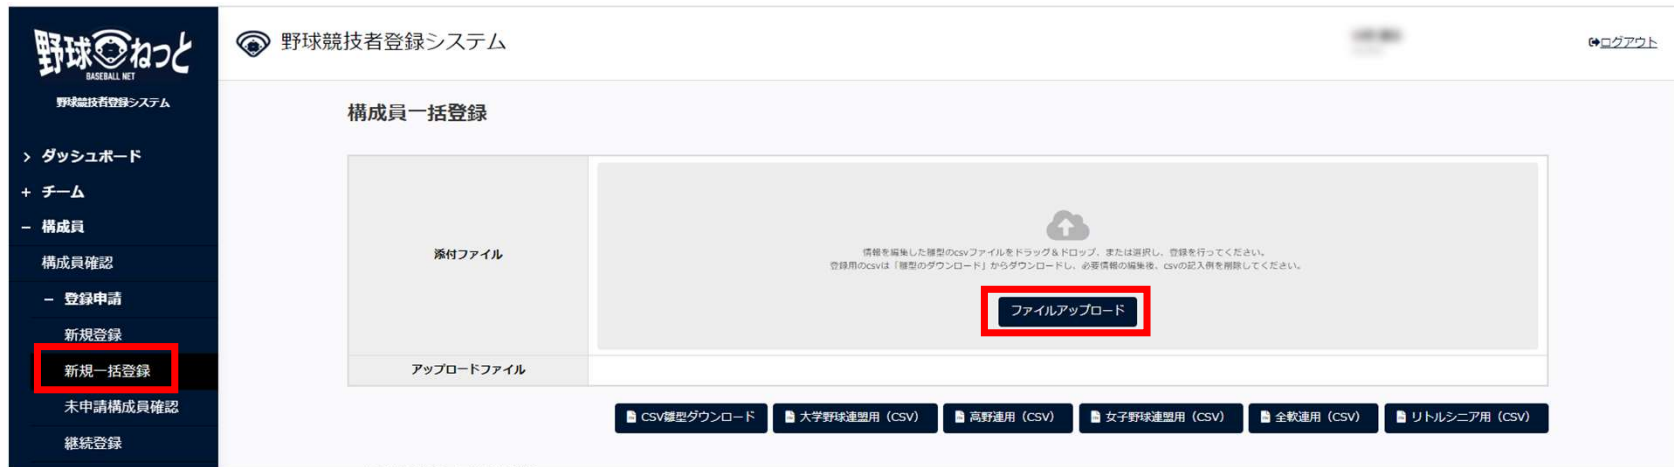 野球ねっと
BASEBALL NET
野球競技者登録システム
野球競技者登録システム
ログアウト
> ダッシュボード
+ チーム
− 構成員
構成員確認
− 登録申請
新規登録
新規一括登録
未申請構成員確認
継続登録
構成員一括登録
添付ファイル
情報を編集した雛型のcsvファイルをドラッグ＆ドロップ、または選択し、登録を行ってください。
登録用のcsvは「雛型のダウンロード」からダウンロードし、必要情報の編集後、csvの記入例を削除してください。
ファイルアップロード
アップロードファイル
CSV雛型ダウンロード 大学野球連盟用（CSV） 高野連用（CSV） 女子野球連盟用（CSV） 全軟連用（CSV） リトルシニア用（CSV）